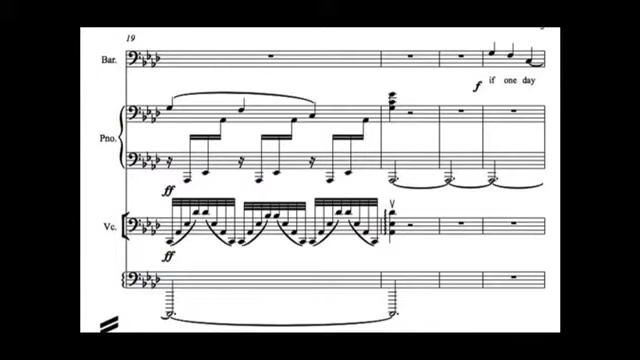 19
Bar.
f
if one day
Pno.
ff
Vc.
ff